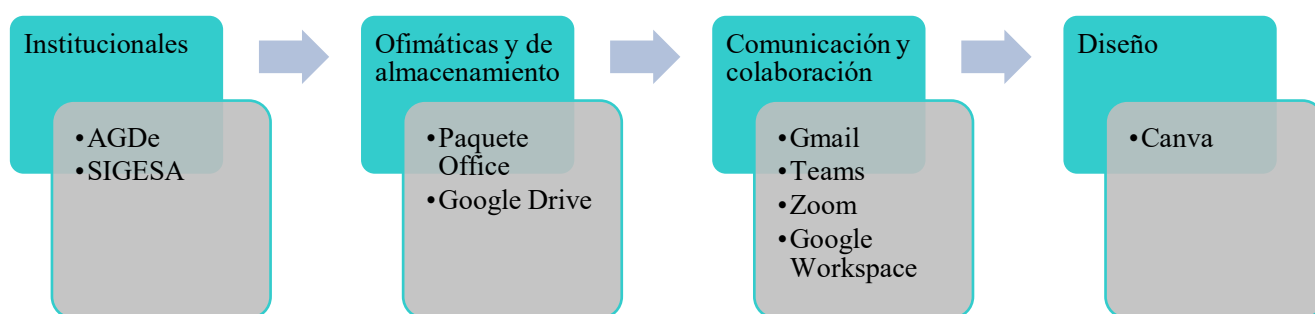 Institucionales
•AGDe
•SIGESA
Ofimáticas y de
almacenamiento
•Paquete
Office
•Google Drive
Comunicación y
colaboración
•Gmail
•Teams
•Zoom
•Google
Workspace
Diseño
•Canva